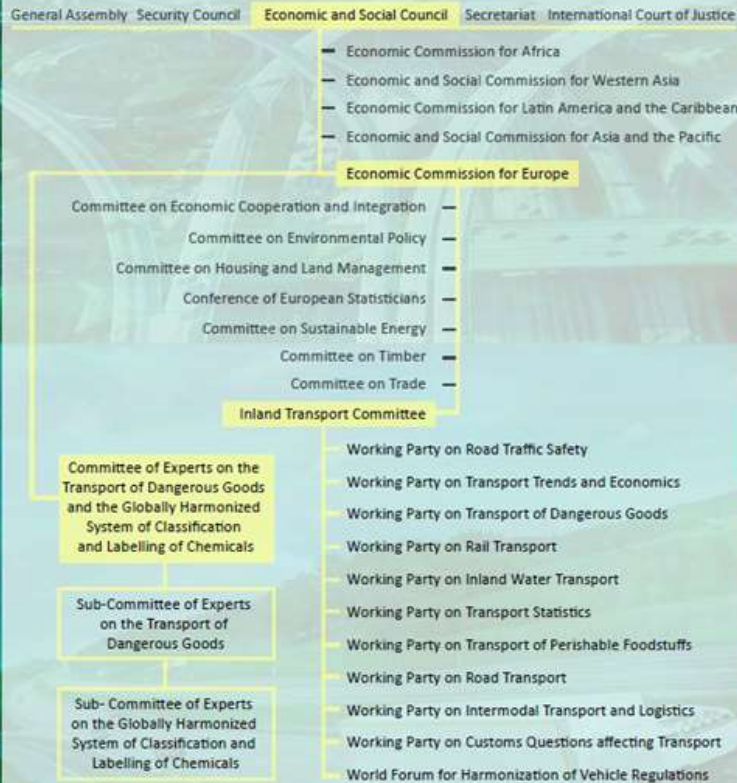 General Assembly Security Council Economic and Social Council Secretariat International Court of Justice
Economic Commission for Africa
Economic and Social Commission for Western Asia
Economic Commission for Latin America and the Caribbean
Economic and Social Commission for Asia and the Pacific
Economic Commission for Europe
Committee on Economic Cooperation and Integration
Committee on Environmental Policy
Committee on Housing and Land Management
Conference of European Statisticians
Committee on Sustainable Energy
Committee on Timber
Committee on Trade
Inland Transport Committee
Working Party on Road Traffic Safety
Working Party on Transport Trends and Economics
Working Party on Transport of Dangerous Goods
Working Party on Rail Transport
Working Party on Inland Water Transport
Working Party on Transport Statistics
Working Party on Transport of Perishable Foodstuffs
Working Party on Road Transport
Working Party on Intermodal Transport and Logistics
Working Party on Customs Questions affecting Transport
World Forum for Harmonization of Vehicle Regulations
Committee of Experts on the
Transport of Dangerous Goods
and the Globally Harmonized
System of Classification
and Labelling of Chemicals
Sub-Committee of Experts
on the Transport of
Dangerous Goods
Sub- Committee of Experts
on the Globally Harmonized
System of Classification and
Labelling of Chemicals